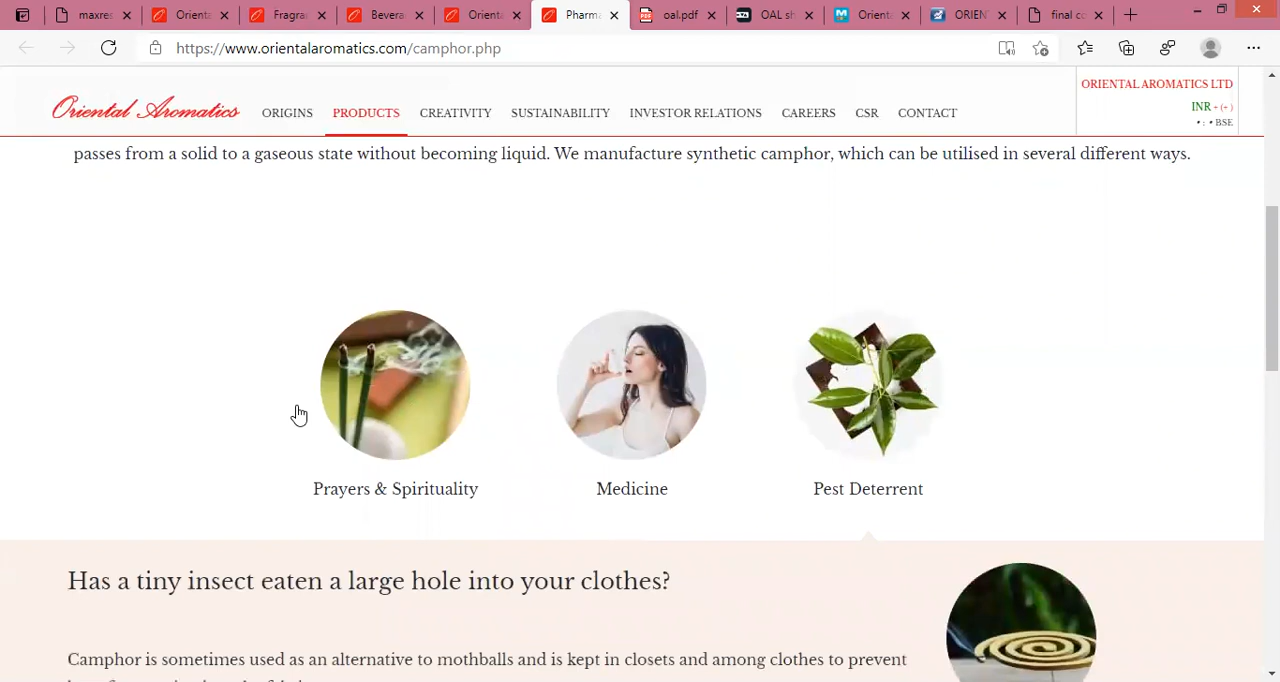 maxres
Orienta
Fragran
Bevera
Orienta
Pharma
oal.pdf
OAL sh
Orienta
ORIEN
final co
https://www.orientalaromatics.com/camphor.php
Oriental Aromatics
ORIGINS
PRODUCTS
CREATIVITY
SUSTAINABILITY
INVESTOR RELATIONS
CAREERS
CSR
CONTACT
ORIENTAL AROMATICS LTD
INR - (-)
• : • BSE
passes from a solid to a gaseous state without becoming liquid. We manufacture synthetic camphor, which can be utilised in several different ways.
Prayers & Spirituality
Medicine
Pest Deterrent
Has a tiny insect eaten a large hole into your clothes?
Camphor is sometimes used as an alternative to mothballs and is kept in closets and among clothes to prevent